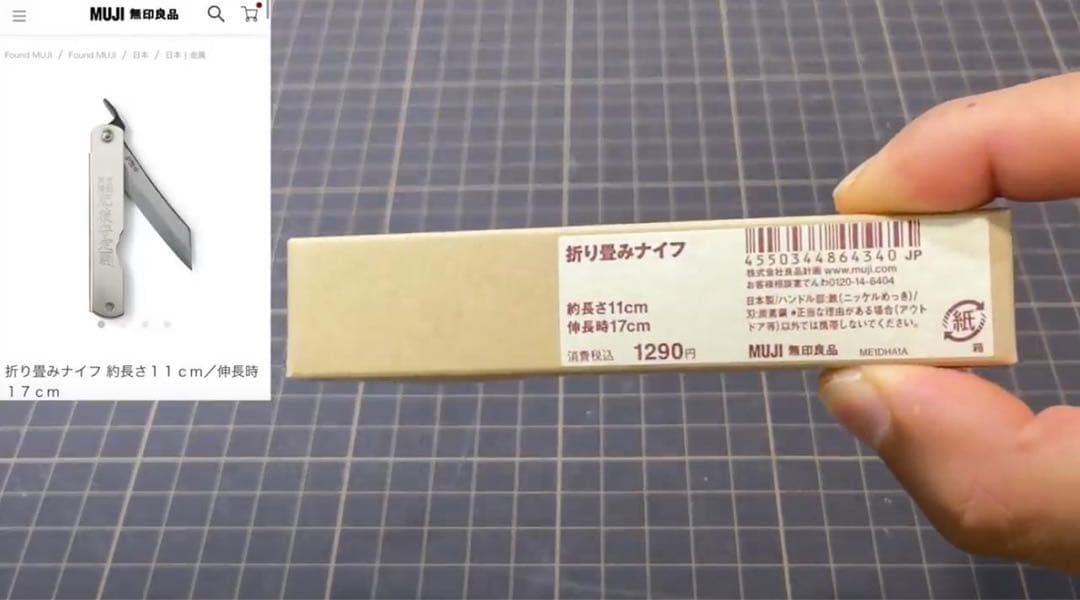 MUJI 無印良品
Found MUJI / Found MUJI / 日本 / 日本 | 金属
折り畳みナイフ 約長さ11cm/伸長時
17cm
折り畳みナイフ
約長さ11cm
伸長時17cm
消費税込 1290円
4550344864340 JP
株式会社良品計画 www.muji.com
お客様相談室でんわ0120-14-6404
日本製/ハンドル部:鉄(ニッケルめっき)/
刃:炭素鋼 *正当な理由がある場合(アウト
ドア等)以外では携帯しないでください。
MUJI 無印良品 ME1DHA1A
紙
箱